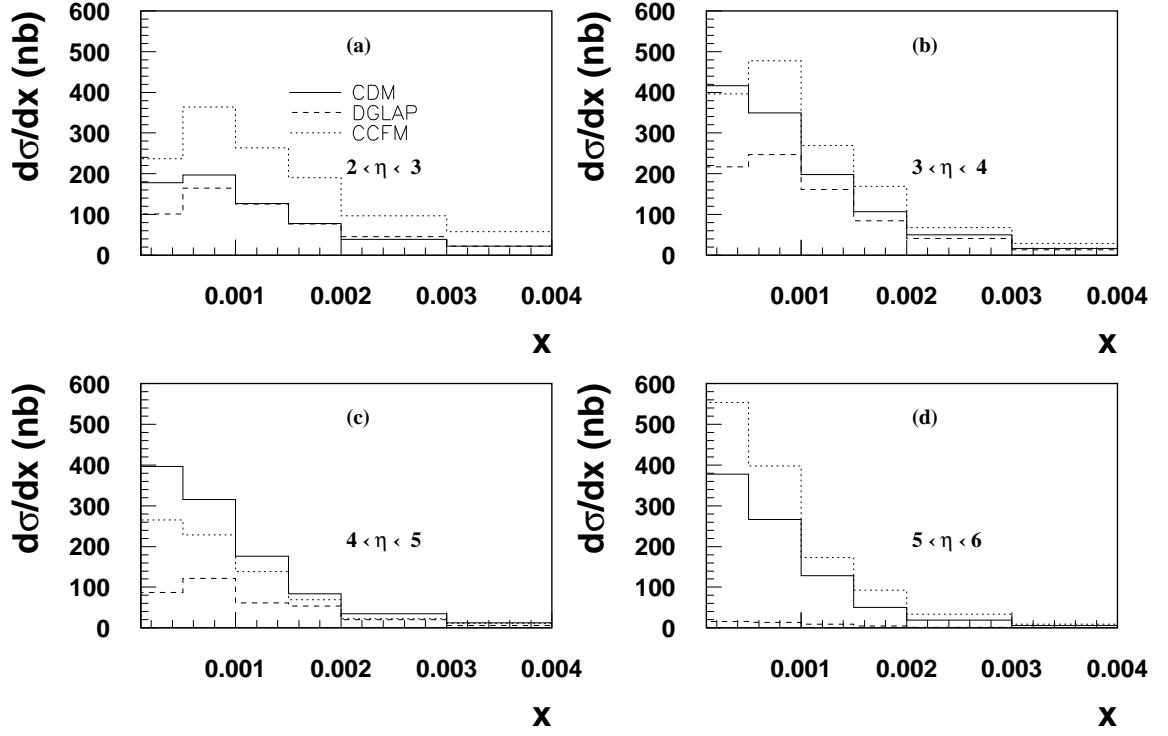 dσ/dx (nb)
600
500
400
300
200
100
0
(a)
CDM
DGLAP
CCFM
2 < η < 3
0.001 0.002 0.003 0.004
x
dσ/dx (nb)
600
500
400
300
200
100
0
(b)
3 < η < 4
0.001 0.002 0.003 0.004
x
dσ/dx (nb)
600
500
400
300
200
100
0
(c)
4 < η < 5
0.001 0.002 0.003 0.004
x
dσ/dx (nb)
600
500
400
300
200
100
0
(d)
5 < η < 6
0.001 0.002 0.003 0.004
x